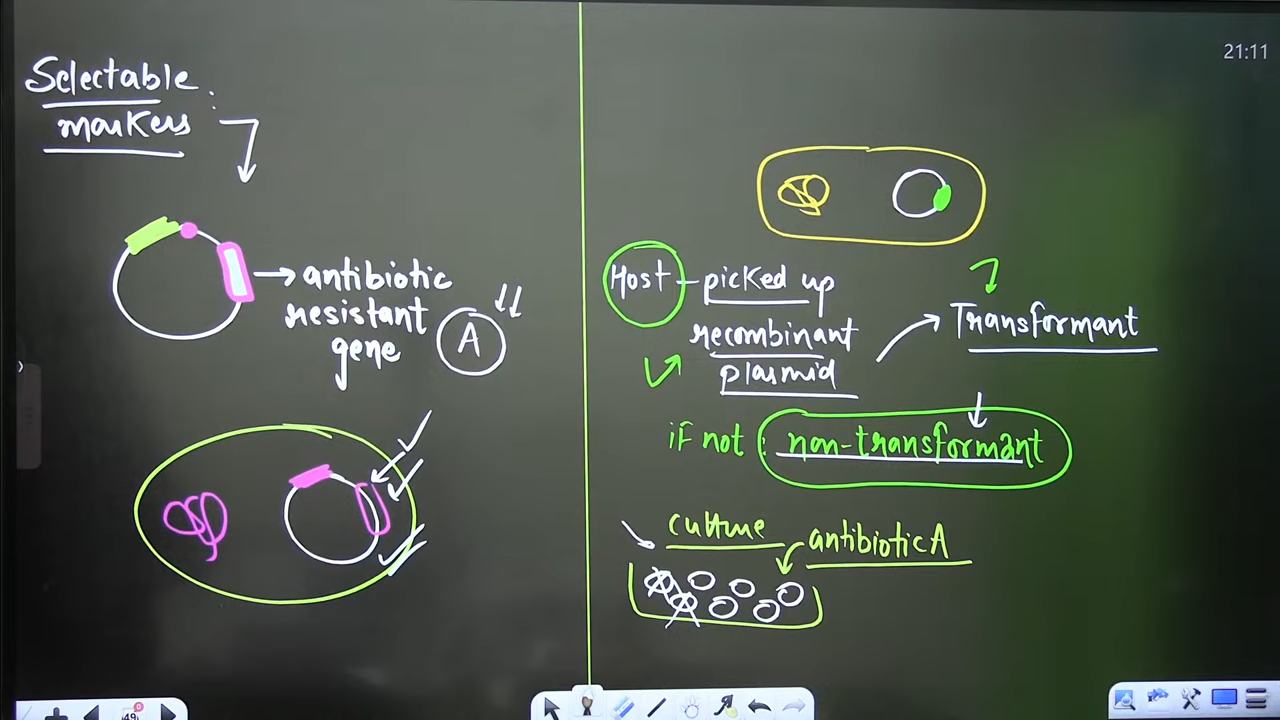 Selectable
markers
antibiotic
resistant
gene
A
21:11
Host - picked up
recombinant
plasmid
Transformant
if not : non-transformant
culture
antibiotic A